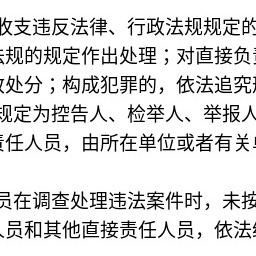 收支违反法律、行政法规规定的
法规的规定作出处理；对直接负责
政处分；构成犯罪的，依法追究刑
规定为控告人、检举人、举报人
责任人员，由所在单位或者有关单
员在调查处理违法案件时，未按
人员和其他直接责任人员，依法给